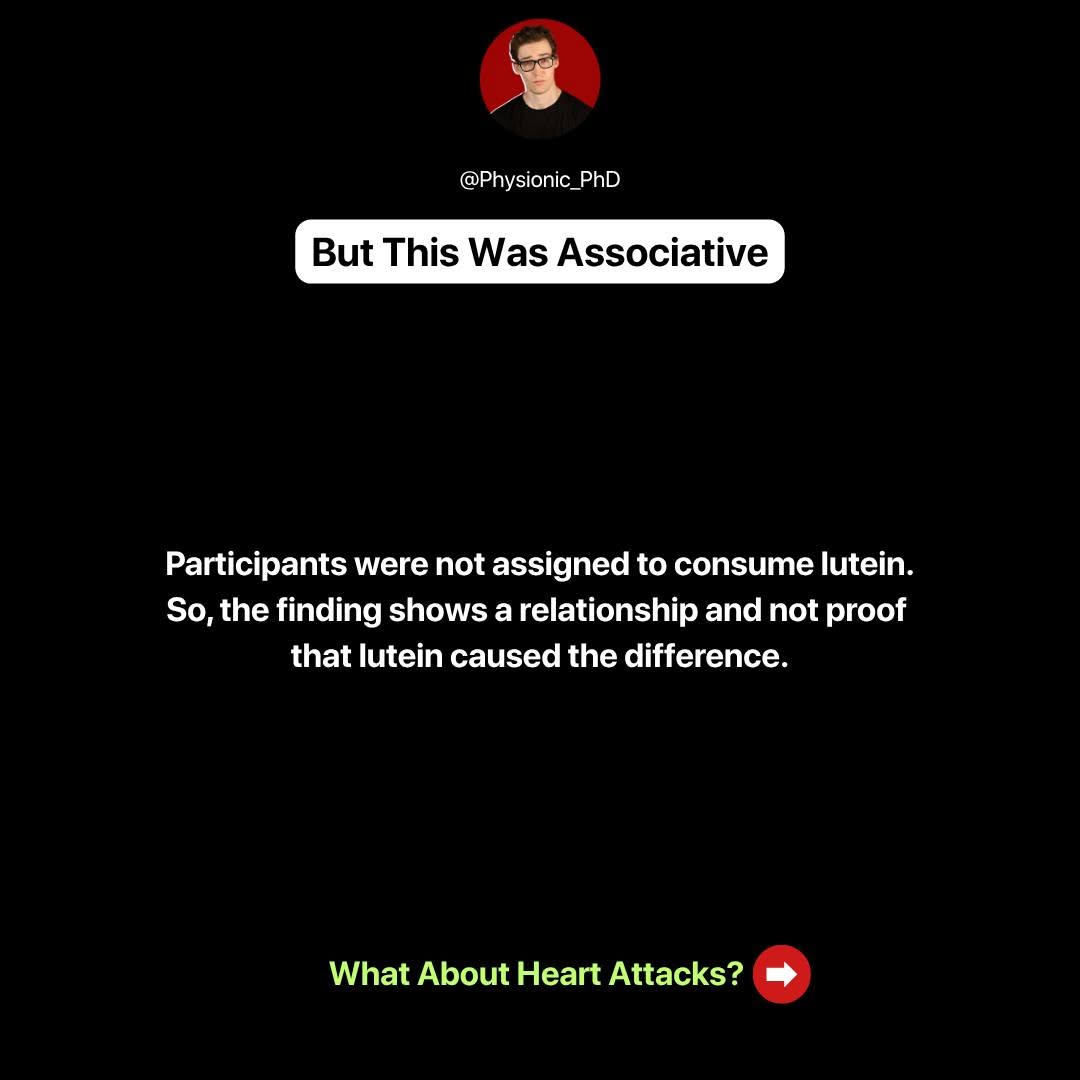 @Physionic_PhD
But This Was Associative
Participants were not assigned to consume lutein.
So, the finding shows a relationship and not proof
that lutein caused the difference.
What About Heart Attacks?